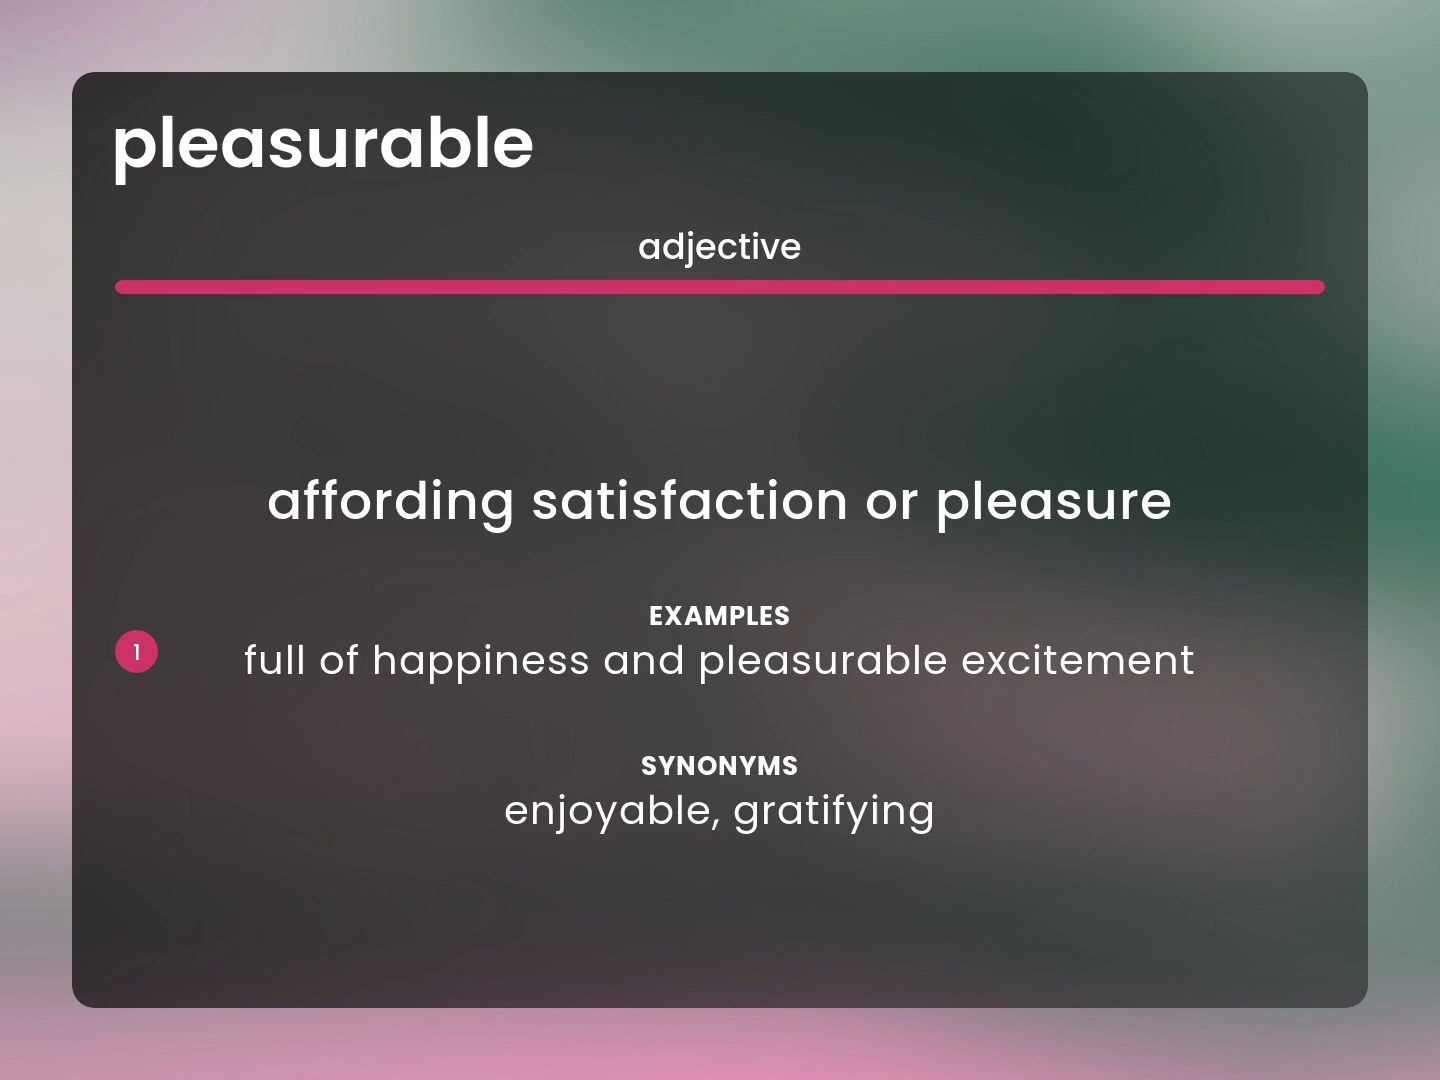 pleasurable
adjective
affording satisfaction or pleasure
EXAMPLES
1
full of happiness and pleasurable excitement
SYNONYMS
enjoyable, gratifying